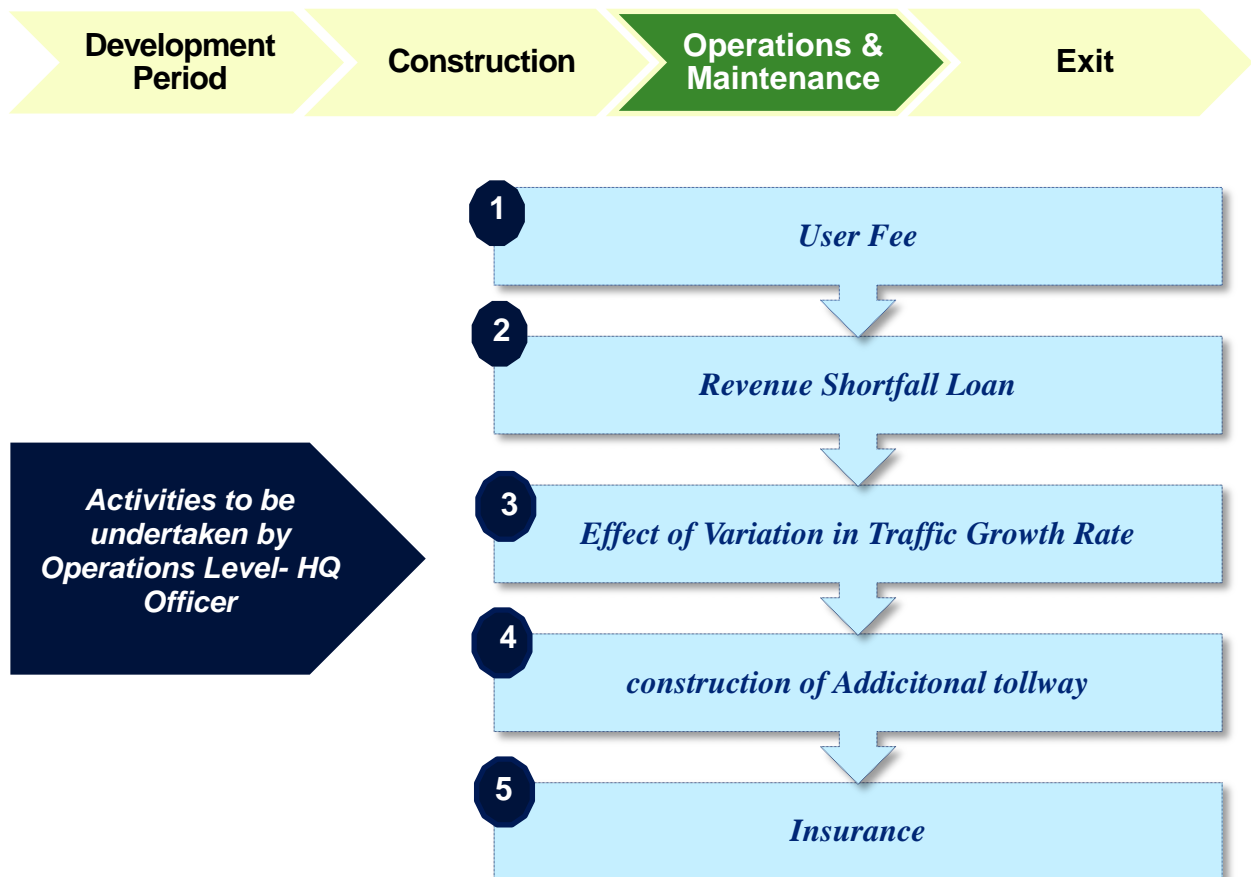 Development
Period
Construction
Operations &
Maintenance
Exit
1
User Fee
2
Revenue Shortfall Loan
Activities to be
undertaken by
Operations Level- HQ
Officer
3
Effect of Variation in Traffic Growth Rate
4
construction of Addicitonal tollway
5
Insurance